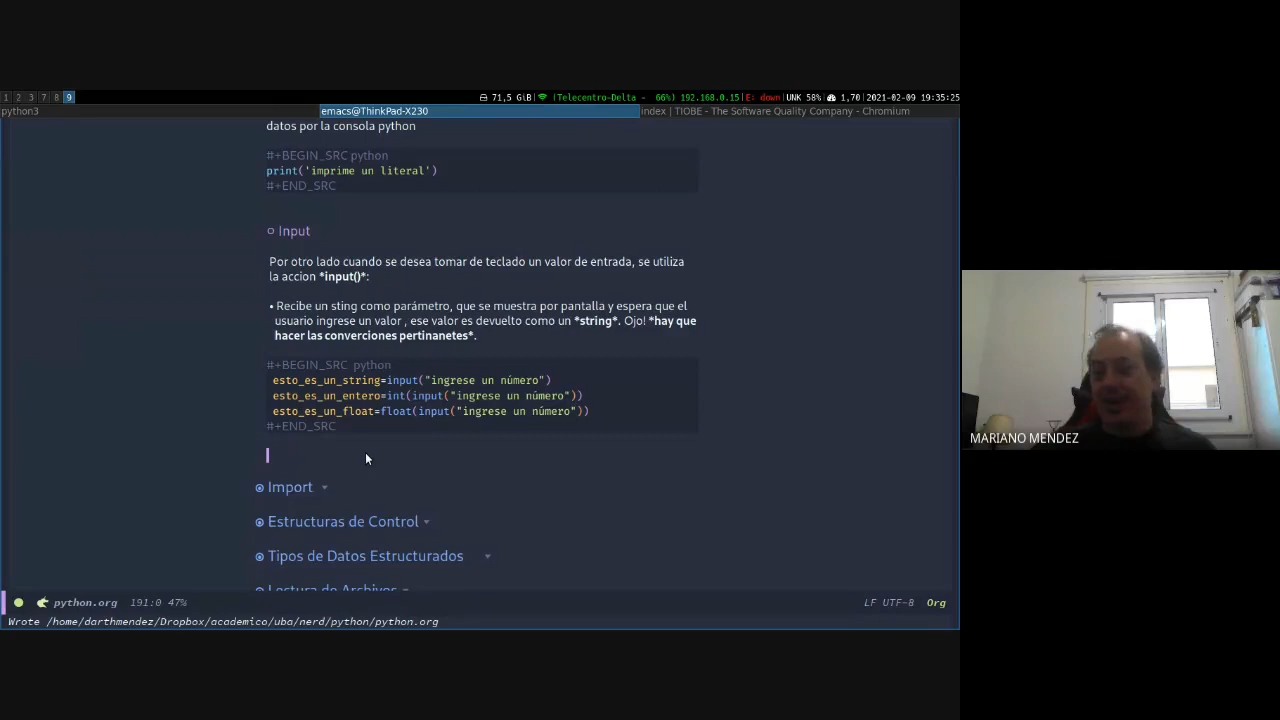 1 2 3 7 8 9
71,5 GiB (Telecentro-Delta - 66%) 192.168.0.15 E: down UNK 58% 1,70 2021-02-09 19:35:25
python3 emacs@ThinkPad-X230 index | TIOBE - The Software Quality Company - Chromium
datos por la consola python
#+BEGIN_SRC python
print('imprime un literal')
#+END_SRC
Input
Por otro lado cuando se desea tomar de teclado un valor de entrada, se utiliza
la accion *input()*:
• Recibe un sting como parámetro, que se muestra por pantalla y espera que el
usuario ingrese un valor , ese valor es devuelto como un *string*. Ojo! *hay que
hacer las converciones pertinanetes*.
#+BEGIN_SRC python
esto_es_un_string=input("ingrese un número")
esto_es_un_entero=int(input("ingrese un número"))
esto_es_un_float=float(input("ingrese un número"))
#+END_SRC
Import
Estructuras de Control
Tipos de Datos Estructurados
Lectura de Archivos
python.org 191:0 47% LF UTF-8 Org
Wrote /home/darthmendez/Dropbox/academico/uba/nerd/python/python.org
MARIANO MENDEZ